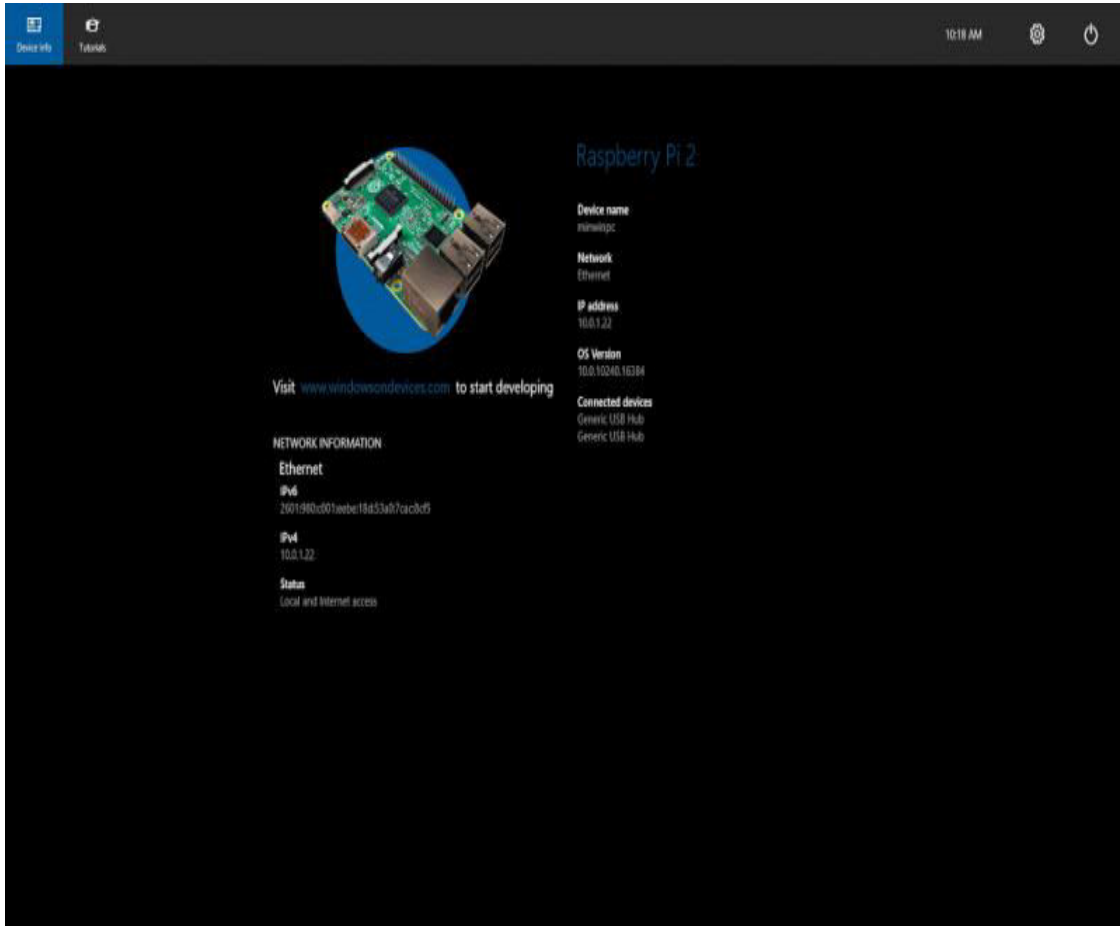 Device info
Tutorials
10:18 AM
Raspberry Pi 2
Device name
minwinpc
Network
Ethernet
IP address
10.0.1.22
OS Version
10.0.10240.16384
Connected devices
Generic USB Hub
Generic USB Hub
Visit www.windowsondevices.com to start developing
NETWORK INFORMATION
Ethernet
IPv6
IPv4
10.0.1.22
Status
Local and Internet access